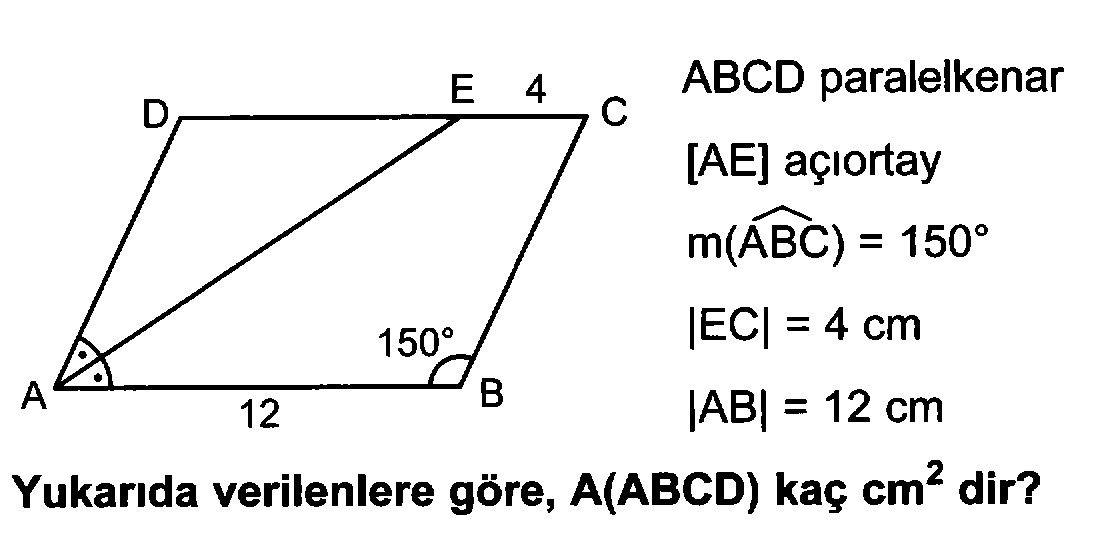 D E 4 C
150°
A 12 B
ABCD paralelkenar
[AE] açıortay
m(ABC) = 150°
|EC| = 4 cm
|AB| = 12 cm
Yukarıda verilenlere göre, A(ABCD) kaç cm² dir?